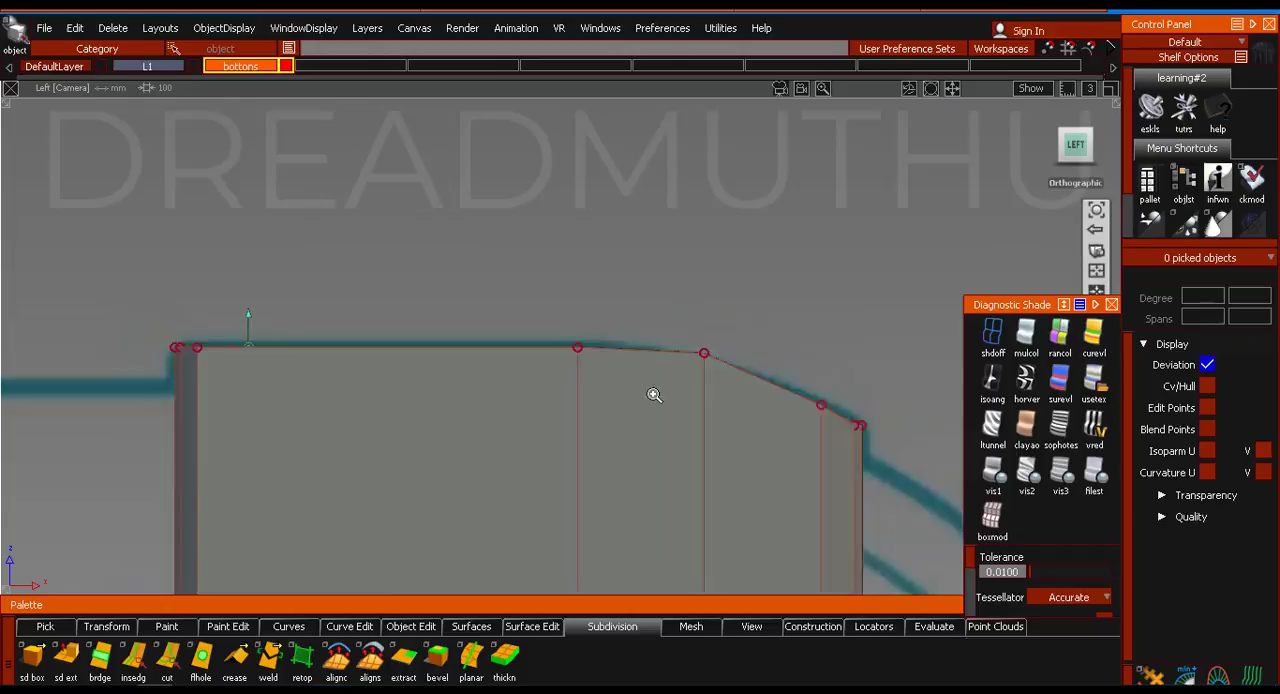 File Edit Delete Layouts ObjectDisplay WindowDisplay Layers Canvas Render Animation VR Windows Preferences Utilities Help
Sign In
object
Category
object
User Preference Sets
Workspaces
DefaultLayer
L1
bottons
Left [Camera] mm 100
Show
3
DREADMUTHU
LEFT
Orthographic
Control Panel
Default
Shelf Options
learning#2
eskls tutrs help
Menu Shortcuts
pallet objlst infwn ckmod
0 picked objects
Degree
Spans
Display
Deviation
Cv/Hull
Edit Points
Blend Points
Isoparm U V
Curvature U V
Transparency
Quality
Diagnostic Shade
shdoff mulcol rancol curevl
isoang horver surevl usetex
ltunnel clayao sophotes vred
vis1 vis2 vis3 filest
boxmod
Tolerance
0.0100
Tessellator Accurate
z
x
Palette
Pick Transform Paint Paint Edit Curves Curve Edit Object Edit Surfaces Surface Edit Subdivision Mesh View Construction Locators Evaluate Point Clouds
sd box sd ext brdge insedg cut flhole crease weld retop alignc aligns extract bevel planar thickn
min+